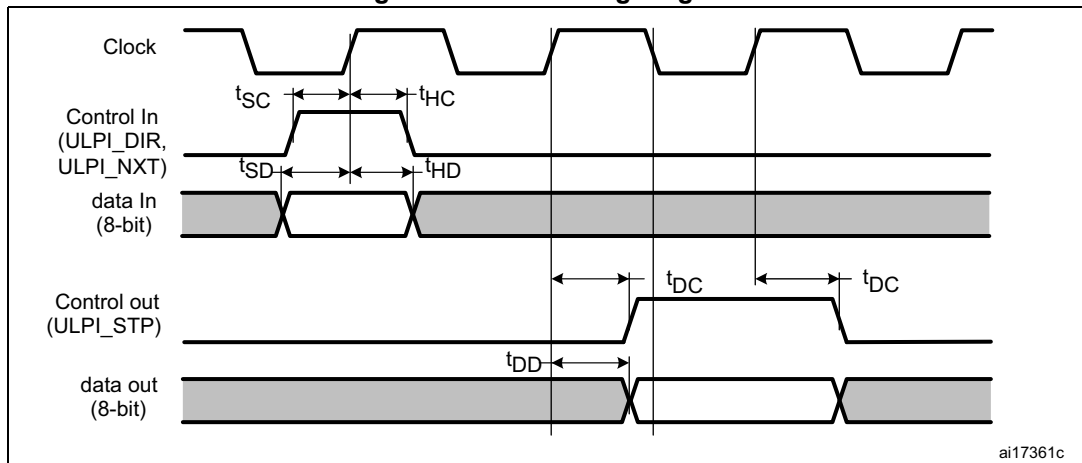 Clock
tSC
tHC
Control In
(ULPI_DIR,
ULPI_NXT)
tSD
tHD
data In
(8-bit)
tDC
tDC
Control out
(ULPI_STP)
tDD
data out
(8-bit)
ai17361c